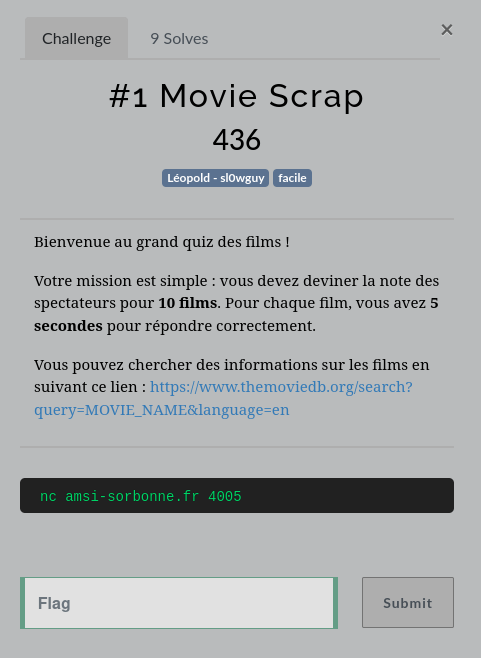 Challenge
9 Solves
×
#1 Movie Scrap
436
Léopold - sl0wguy facile
Bienvenue au grand quiz des films !
Votre mission est simple : vous devez deviner la note des
spectateurs pour 10 films. Pour chaque film, vous avez 5
secondes pour répondre correctement.
Vous pouvez chercher des informations sur les films en
suivant ce lien : https://www.themoviedb.org/search?
query=MOVIE_NAME&language=en
nc amsi-sorbonne.fr 4005
Flag
Submit